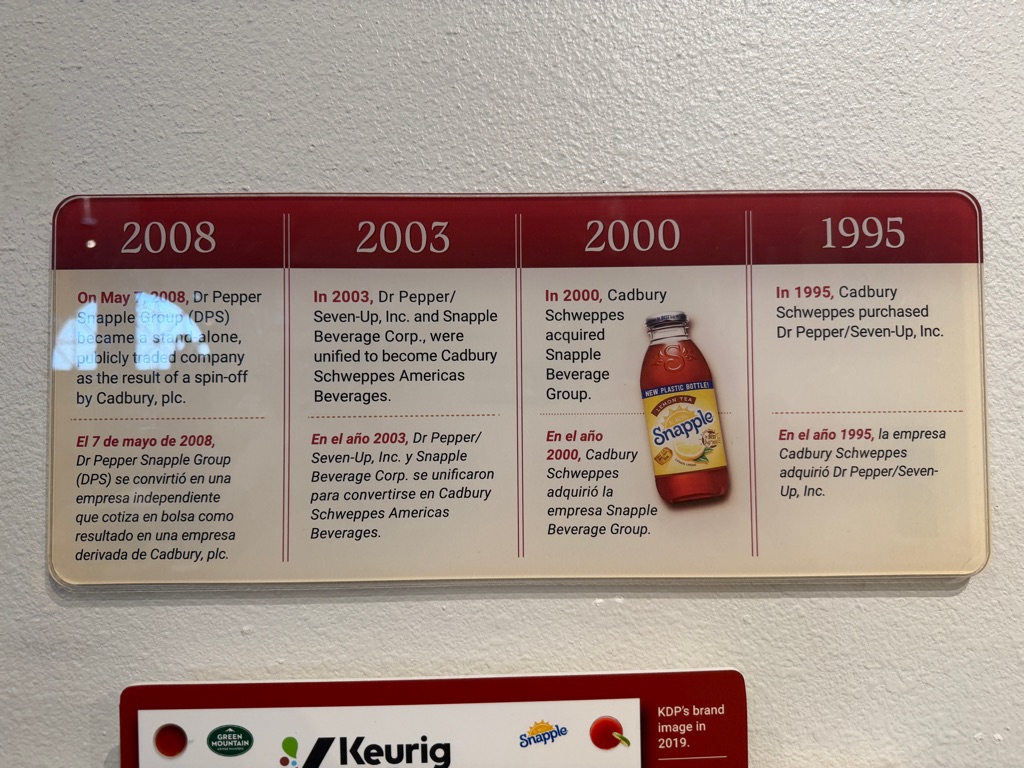 2008
On May 7, 2008, Dr Pepper
Snapple Group (DPS)
became a stand-alone,
publicly traded company
as the result of a spin-off
by Cadbury, plc.
El 7 de mayo de 2008,
Dr Pepper Snapple Group
(DPS) se convirtió en una
empresa independiente
que cotiza en bolsa como
resultado en una empresa
derivada de Cadbury, plc.
2003
In 2003, Dr Pepper/
Seven-Up, Inc. and Snapple
Beverage Corp., were
unified to become Cadbury
Schweppes Americas
Beverages.
En el año 2003, Dr Pepper/
Seven-Up, Inc. y Snapple
Beverage Corp. se unificaron
para convertirse en Cadbury
Schweppes Americas
Beverages.
2000
In 2000, Cadbury
Schweppes
acquired
Snapple
Beverage
Group.
En el año
2000, Cadbury
Schweppes
adquirió la
empresa Snapple
Beverage Group.
NEW PLASTIC BOTTLE!
LEMON TEA
Snapple
1995
In 1995, Cadbury
Schweppes purchased
Dr Pepper/Seven-Up, Inc.
En el año 1995, la empresa
Cadbury Schweppes
adquirió Dr Pepper/Seven-
Up, Inc.
GREEN
MOUNTAIN
Keurig
Snapple
KDP's brand
image in
2019.